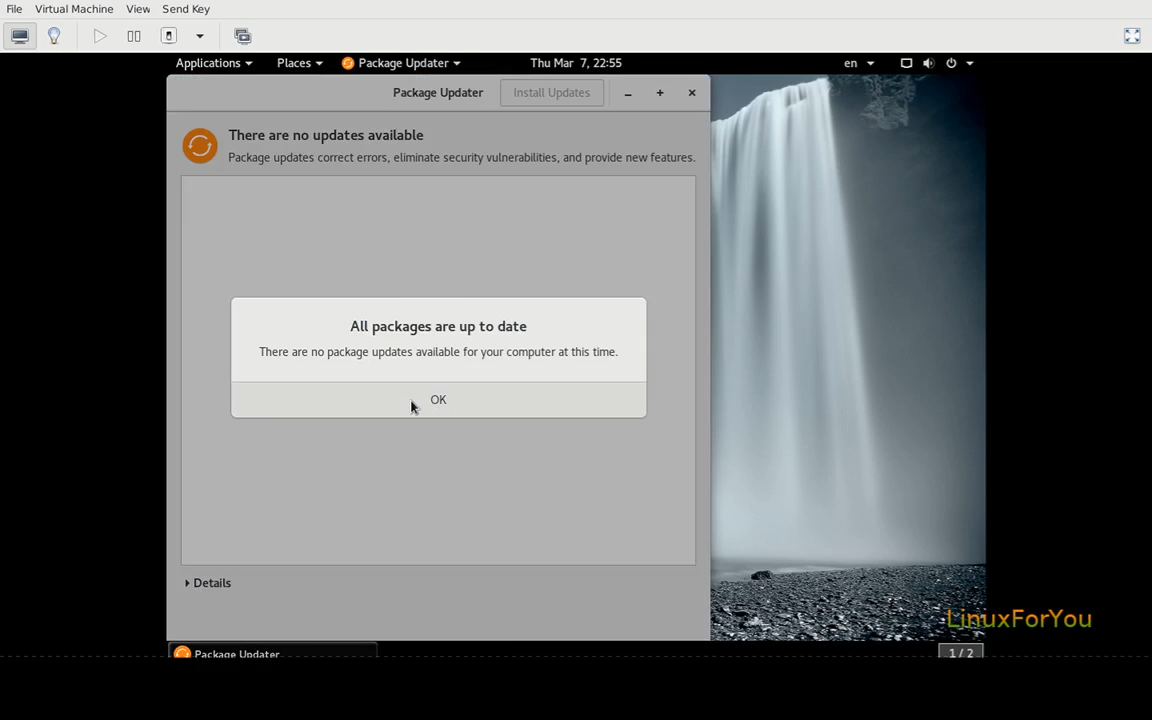 File Virtual Machine View Send Key
Applications Places Package Updater Thu Mar 7, 22:55 en
Package Updater Install Updates
There are no updates available
Package updates correct errors, eliminate security vulnerabilities, and provide new features.
All packages are up to date
There are no package updates available for your computer at this time.
OK
Details
LinuxForYou
Package Updater 1 / 2